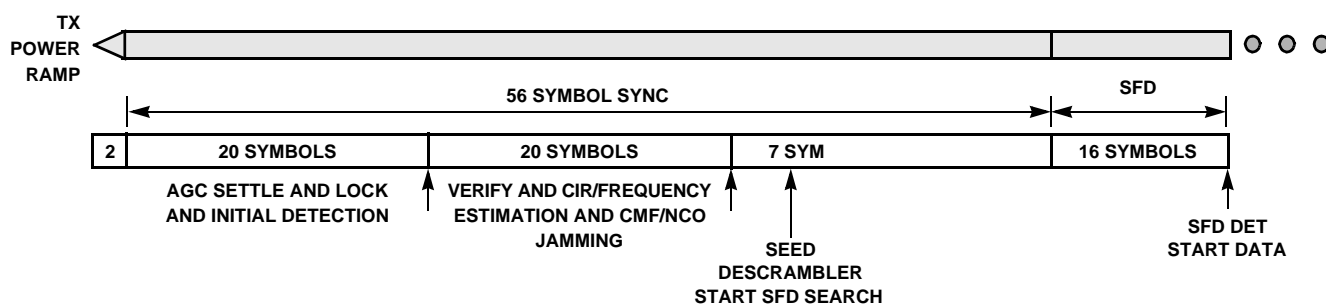 TX
POWER
RAMP
56 SYMBOL SYNC
SFD
2
20 SYMBOLS
20 SYMBOLS
7 SYM
16 SYMBOLS
AGC SETTLE AND LOCK
AND INITIAL DETECTION
VERIFY AND CIR/FREQUENCY
ESTIMATION AND CMF/NCO
JAMMING
SEED
DESCRAMBLER
START SFD SEARCH
SFD DET
START DATA